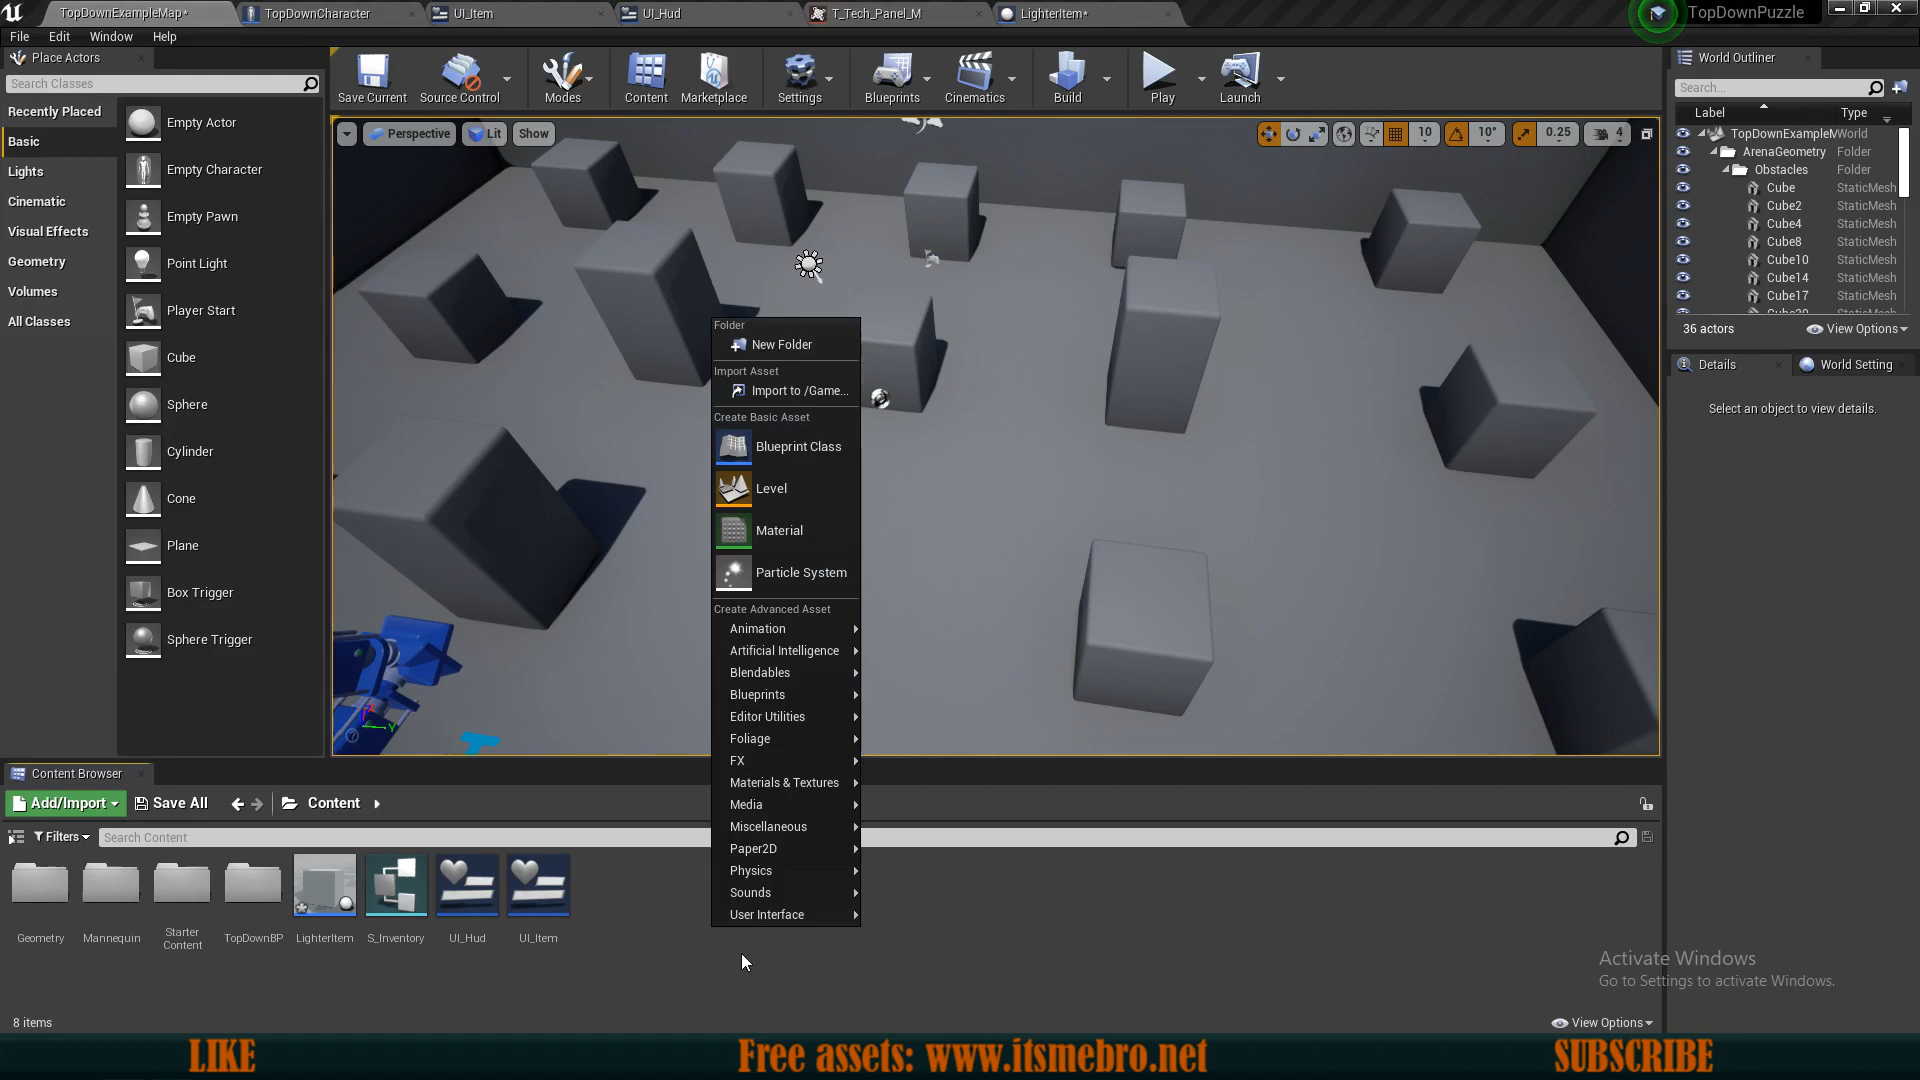 TopDownExampleMap*
TopDownCharacter
UI_Item
UI_Hud
T_Tech_Panel_M
LighterItem*
TopDownPuzzle
File
Edit
Window
Help
Place Actors
Search Classes
Recently Placed
Basic
Lights
Cinematic
Visual Effects
Geometry
Volumes
All Classes
Empty Actor
Empty Character
Empty Pawn
Point Light
Player Start
Cube
Sphere
Cylinder
Cone
Plane
Box Trigger
Sphere Trigger
Save Current
Source Control
Modes
Content
Marketplace
Settings
Blueprints
Cinematics
Build
Play
Launch
Perspective
Lit
Show
10
10°
0.25
4
World Outliner
Search...
Label
Type
TopDownExampleM World
ArenaGeometry Folder
Obstacles Folder
Cube StaticMesh
Cube2 StaticMesh
Cube4 StaticMesh
Cube8 StaticMesh
Cube10 StaticMesh
Cube14 StaticMesh
Cube17 StaticMesh
36 actors
View Options
Details
World Setting
Select an object to view details.
Folder
New Folder
Import Asset
Import to /Game...
Create Basic Asset
Blueprint Class
Level
Material
Particle System
Create Advanced Asset
Animation
Artificial Intelligence
Blendables
Blueprints
Editor Utilities
Foliage
FX
Materials & Textures
Media
Miscellaneous
Paper2D
Physics
Sounds
User Interface
Content Browser
Add/Import
Save All
Content
Filters
Search Content
Geometry
Mannequin
Starter
Content
TopDownBP
LighterItem
S_Inventory
UI_Hud
UI_Item
8 items
View Options
Activate Windows
Go to Settings to activate Windows.
LIKE
Free assets: www.itsmebro.net
SUBSCRIBE